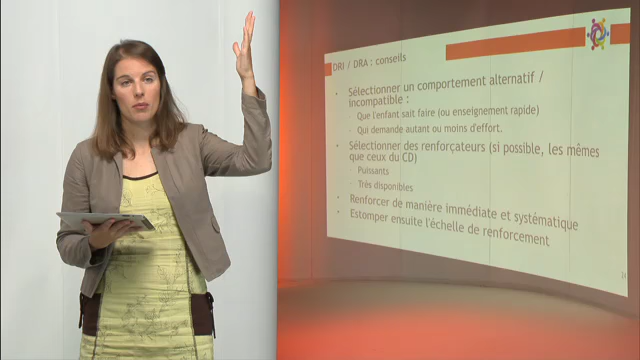 DRI / DRA : conseils
• Sélectionner un comportement alternatif /
incompatible :
– Que l'enfant sait faire (ou enseignement rapide)
– Qui demande autant ou moins d'effort.
• Sélectionner des renforçateurs (si possible, les mêmes
que ceux du CD)
– Puissants
– Très disponibles
• Renforcer de manière immédiate et systématique
• Estomper ensuite l'échelle de renforcement
24